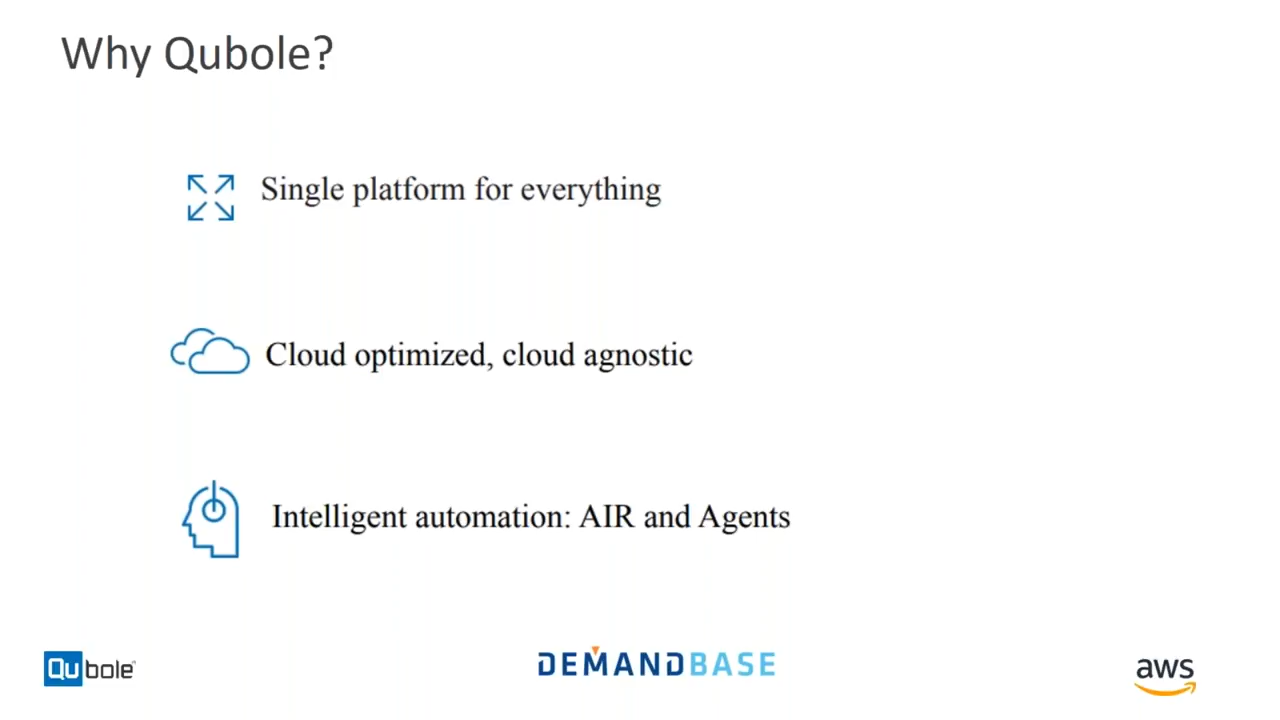 Why Qubole?
Single platform for everything
Cloud optimized, cloud agnostic
Intelligent automation: AIR and Agents
Qubole
DEMANDBASE
aws